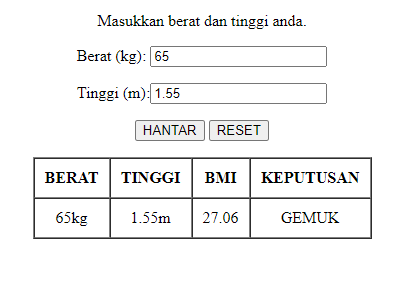 Masukkan berat dan tinggi anda.
Berat (kg): 65
Tinggi (m): 1.55
HANTAR RESET
BERAT TINGGI BMI KEPUTUSAN
65kg 1.55m 27.06 GEMUK